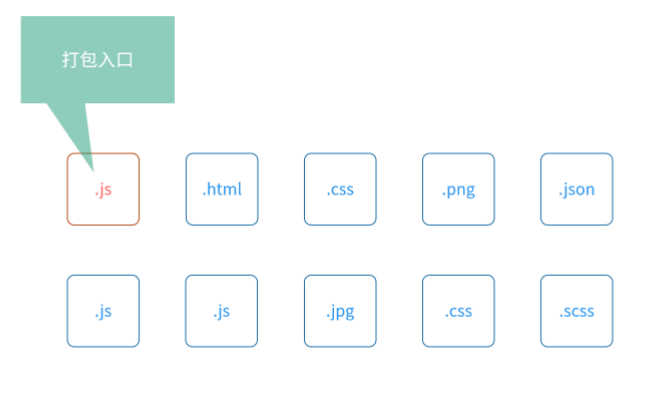 打包入口
.js
.html
.css
.png
.json
.js
.js
.jpg
.css
.scss